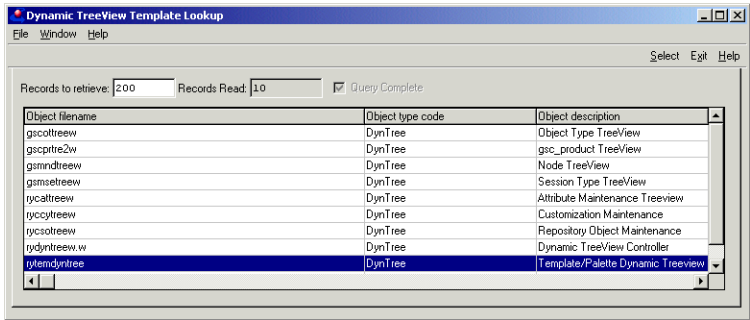 Dynamic TreeView Template Lookup
File Window Help
Select Exit Help
Records to retrieve: 200 Records Read: 10 Query Complete
Object filename Object type code Object description
gscottreew DynTree Object Type TreeView
gscprtre2w DynTree gsc_product TreeView
gsmndtreew DynTree Node TreeView
gsmsetreew DynTree Session Type TreeView
rycattreew DynTree Attribute Maintenance Treeview
ryccytreew DynTree Customization Maintenance
rycsotreew DynTree Repository Object Maintenance
rydyntreew.w DynTree Dynamic TreeView Controller
rytemdyntree DynTree Template/Palette Dynamic Treeview